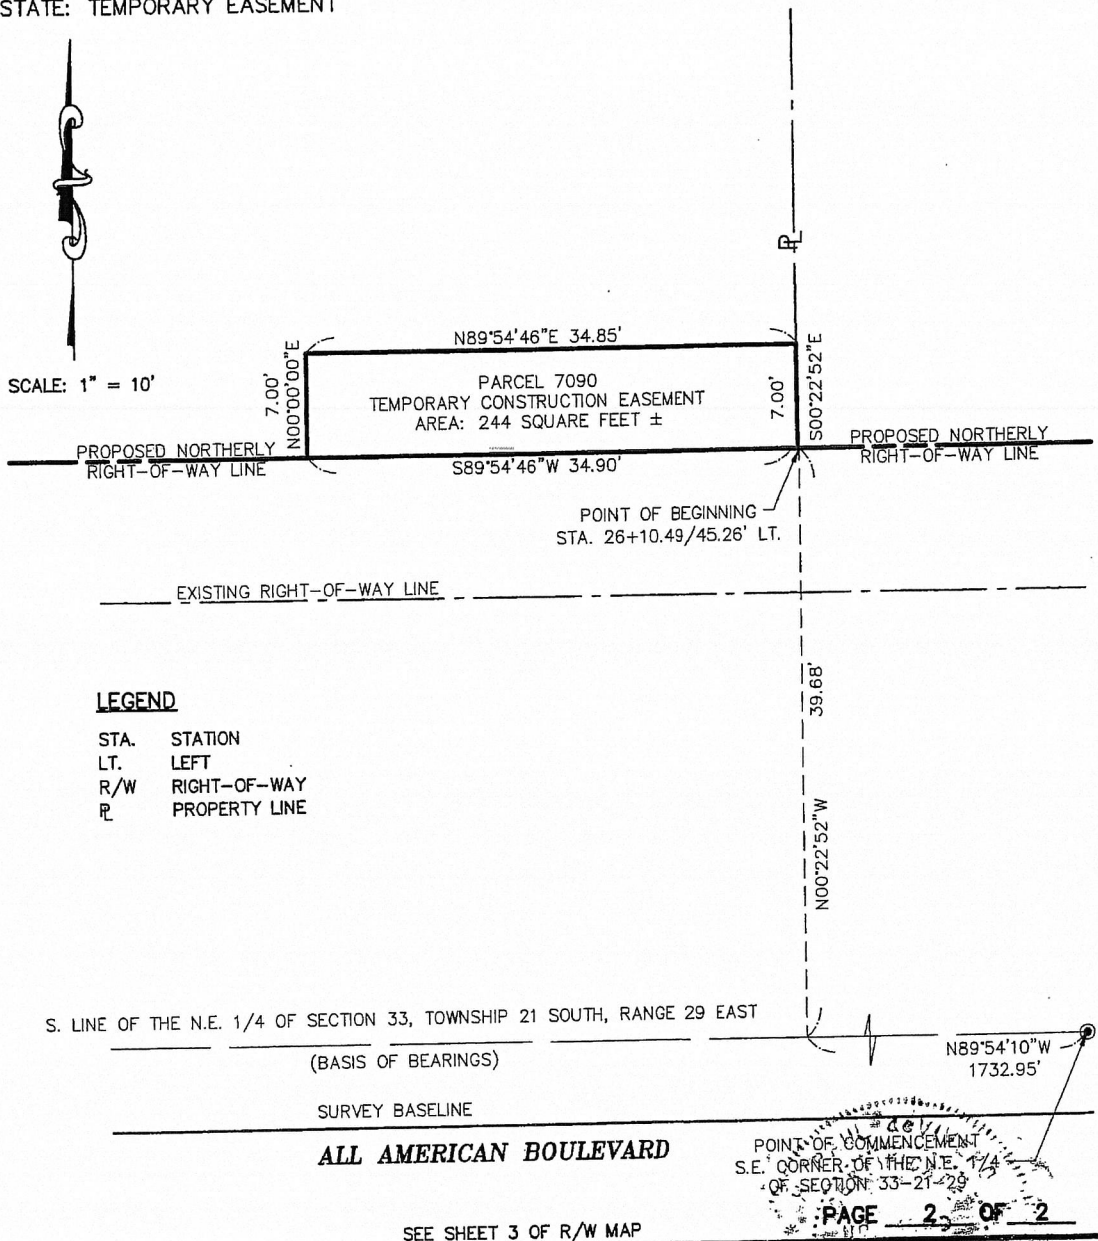 STATE: TEMPORARY EASEMENT
SCALE: 1" = 10'
N89°54'46"E 34.85'
7.00'
N00°00'00"E
PARCEL 7090
TEMPORARY CONSTRUCTION EASEMENT
AREA: 244 SQUARE FEET ±
7.00'
S00°22'52"E
PROPOSED NORTHERLY
RIGHT-OF-WAY LINE
S89°54'46"W 34.90'
PROPOSED NORTHERLY
RIGHT-OF-WAY LINE
POINT OF BEGINNING
STA. 26+10.49/45.26' LT.
EXISTING RIGHT-OF-WAY LINE
39.68'
N00°22'52"W
LEGEND
STA. STATION
LT. LEFT
R/W RIGHT-OF-WAY
PL PROPERTY LINE
S. LINE OF THE N.E. 1/4 OF SECTION 33, TOWNSHIP 21 SOUTH, RANGE 29 EAST
(BASIS OF BEARINGS)
N89°54'10"W
1732.95'
SURVEY BASELINE
ALL AMERICAN BOULEVARD
POINT OF COMMENCEMENT
S.E. CORNER OF THE N.E. 1/4
OF SECTION 33-21-29
PAGE 2 OF 2
SEE SHEET 3 OF R/W MAP